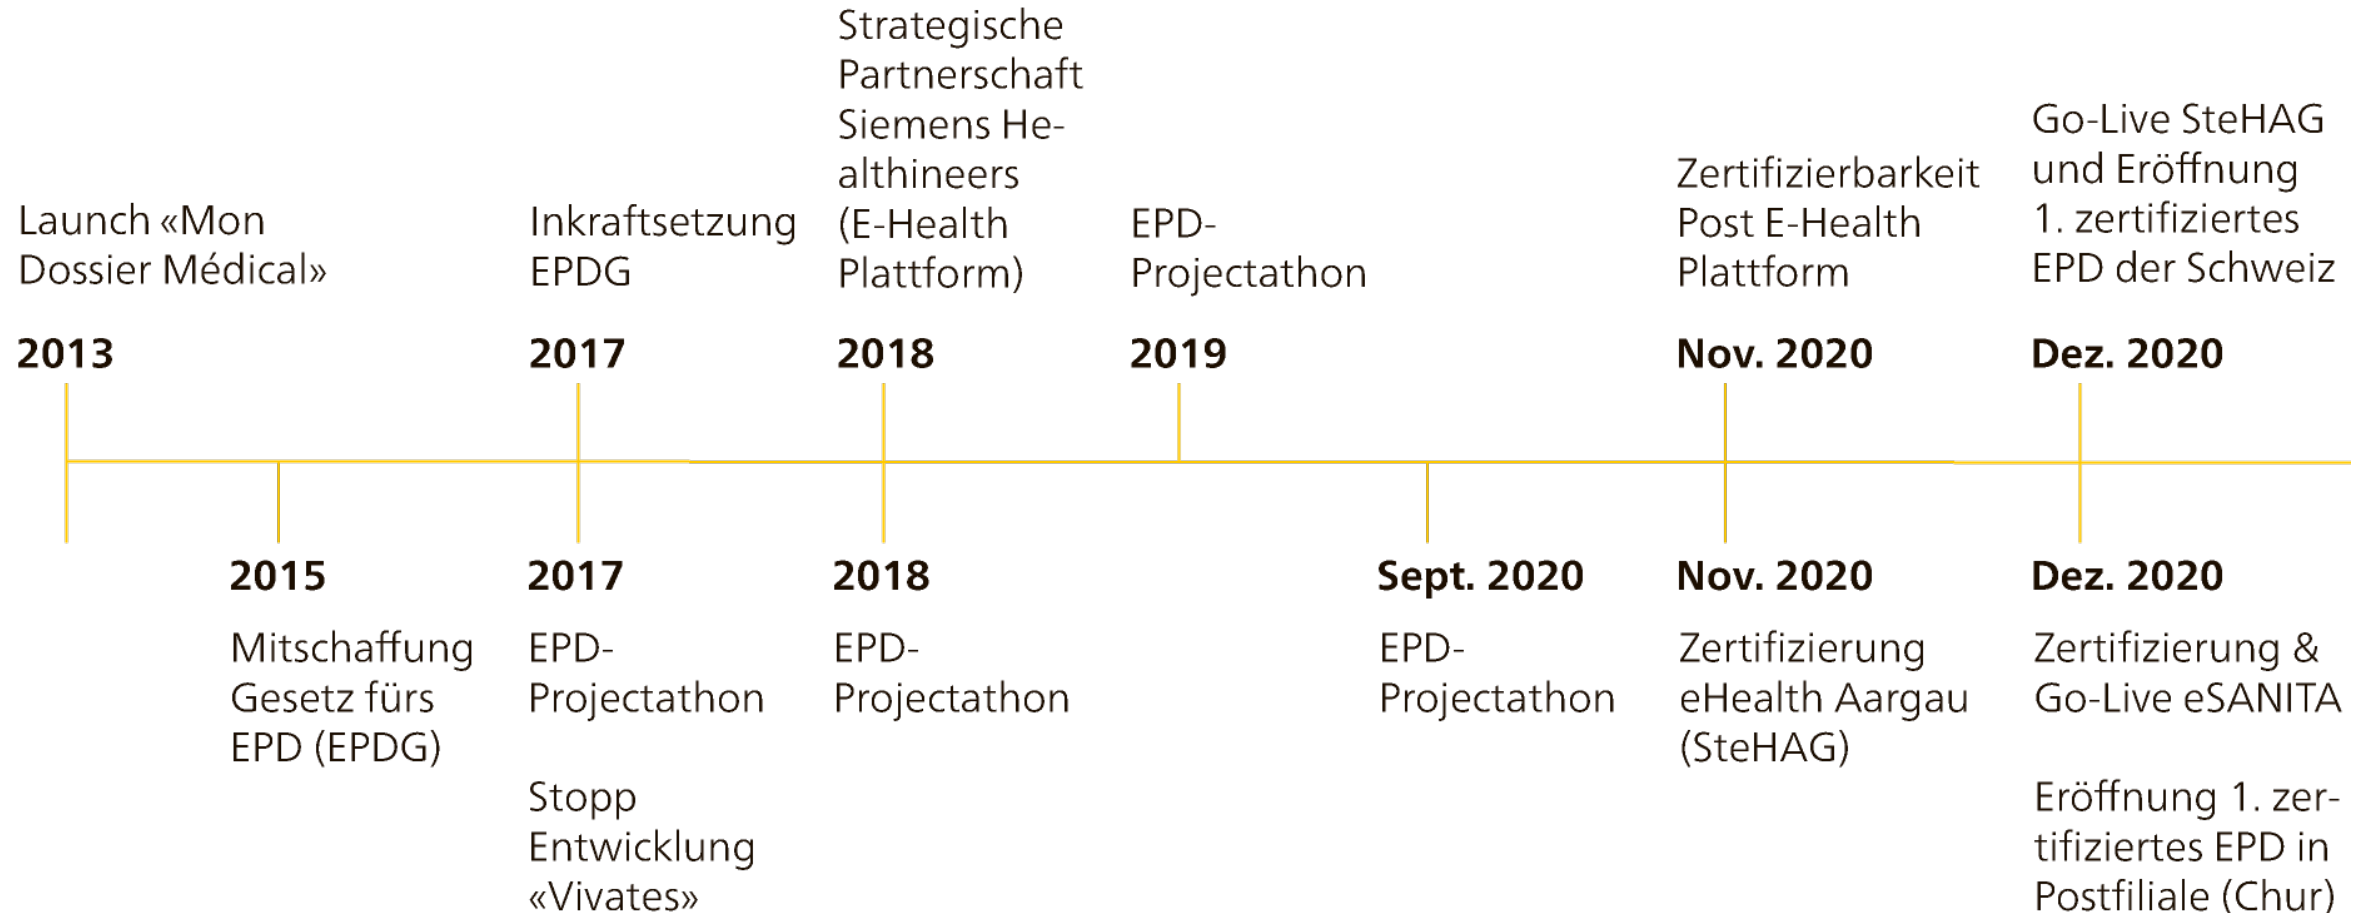 Launch «Mon
Dossier Médical»
2013
Inkraftsetzung
EPDG
2017
Strategische
Partnerschaft
Siemens He-
althineers
(E-Health
Plattform)
2018
EPD-
Projectathon
2019
Zertifizierbarkeit
Post E-Health
Plattform
Nov. 2020
Go-Live SteHAG
und Eröffnung
1. zertifiziertes
EPD der Schweiz
Dez. 2020
2015
Mitschaffung
Gesetz fürs
EPD (EPDG)
2017
EPD-
Projectathon
Stopp
Entwicklung
«Vivates»
2018
EPD-
Projectathon
Sept. 2020
EPD-
Projectathon
Nov. 2020
Zertifizierung
eHealth Aargau
(SteHAG)
Dez. 2020
Zertifizierung &
Go-Live eSANITA
Eröffnung 1. zer-
tifiziertes EPD in
Postfiliale (Chur)